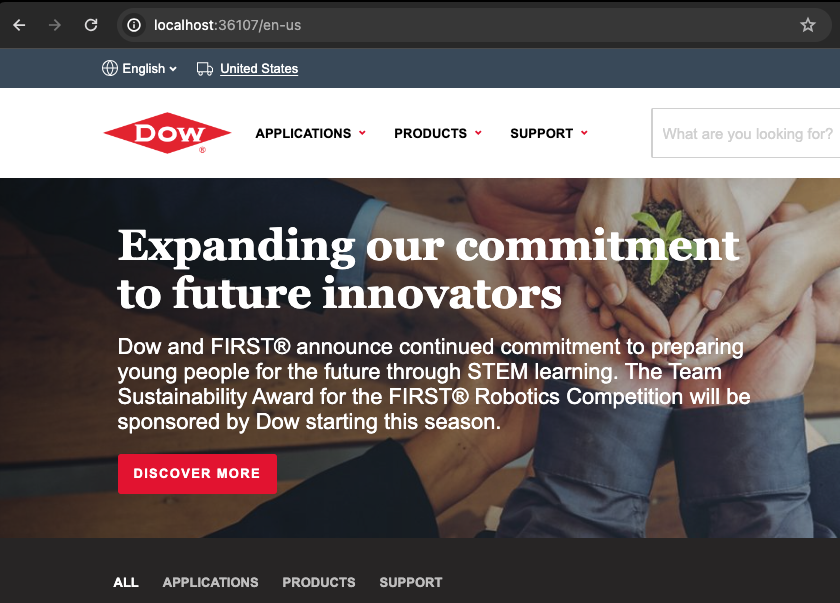 localhost:36107/en-us
English
United States
Dow
®
APPLICATIONS
PRODUCTS
SUPPORT
What are you looking for?
Expanding our commitment
to future innovators
Dow and FIRST® announce continued commitment to preparing
young people for the future through STEM learning. The Team
Sustainability Award for the FIRST® Robotics Competition will be
sponsored by Dow starting this season.
DISCOVER MORE
ALL
APPLICATIONS
PRODUCTS
SUPPORT